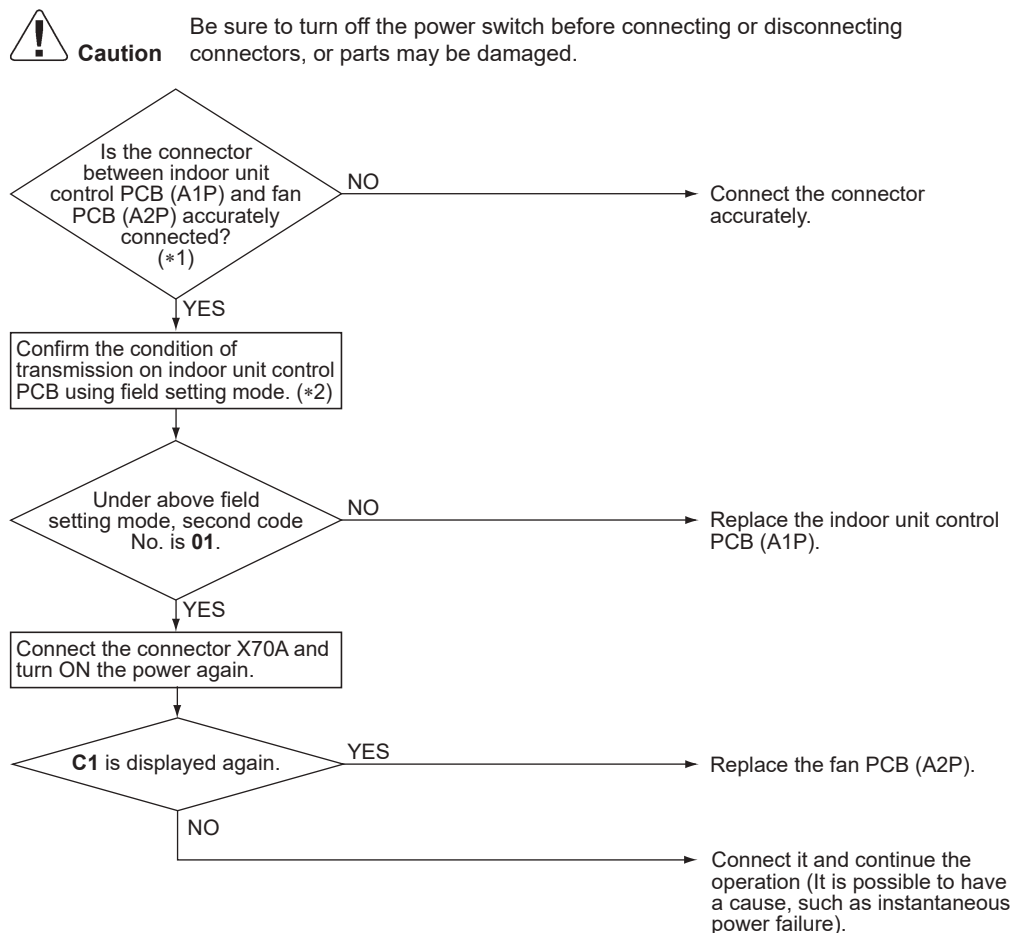 Be sure to turn off the power switch before connecting or disconnecting
Caution connectors, or parts may be damaged.
Is the connector
between indoor unit
control PCB (A1P) and fan
PCB (A2P) accurately
connected?
(*1)
NO
Connect the connector
accurately.
YES
Confirm the condition of
transmission on indoor unit control
PCB using field setting mode. (*2)
Under above field
setting mode, second code
No. is 01.
NO
Replace the indoor unit control
PCB (A1P).
YES
Connect the connector X70A and
turn ON the power again.
C1 is displayed again.
YES
Replace the fan PCB (A2P).
NO
Connect it and continue the
operation (It is possible to have
a cause, such as instantaneous
power failure).